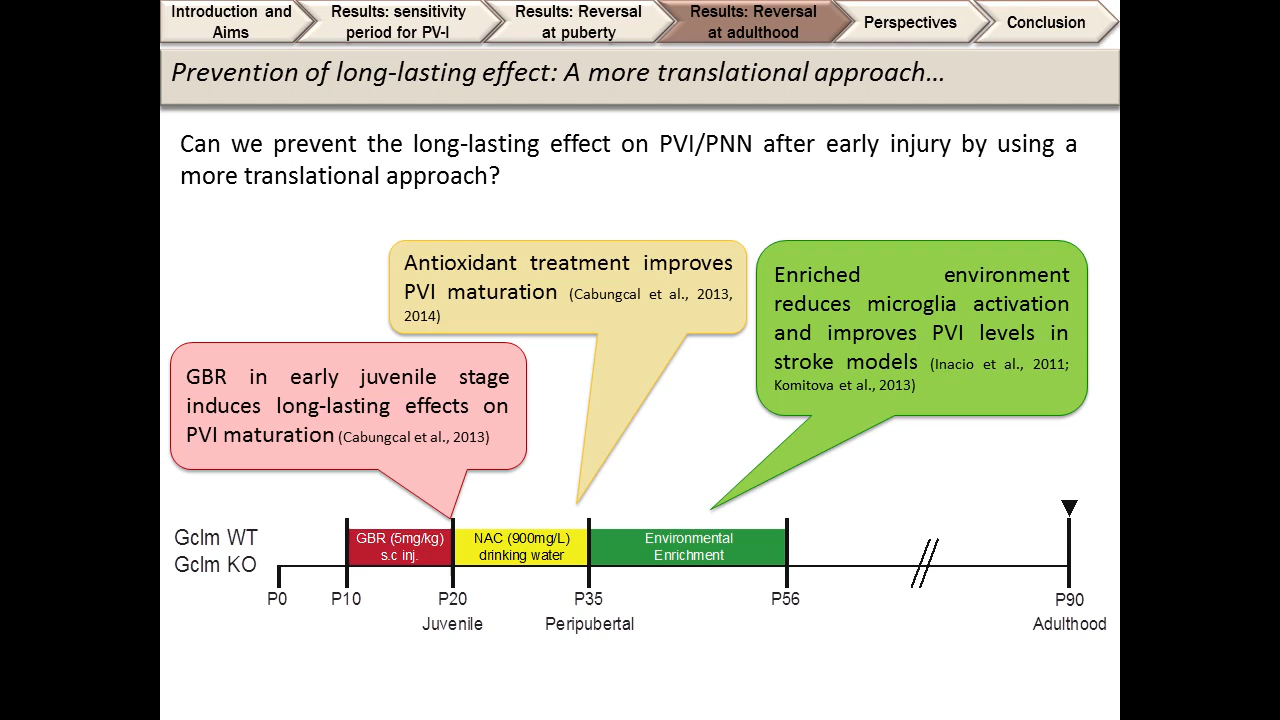 Introduction and
Aims
Results: sensitivity
period for PV-I
Results: Reversal
at puberty
Results: Reversal
at adulthood
Perspectives
Conclusion
Prevention of long-lasting effect: A more translational approach…
Can we prevent the long-lasting effect on PVI/PNN after early injury by using a
more translational approach?
Antioxidant treatment improves
PVI maturation (Cabungcal et al., 2013,
2014)
Enriched environment
reduces microglia activation
and improves PVI levels in
stroke models (Inacio et al., 2011;
Komitova et al., 2013)
GBR in early juvenile stage
induces long-lasting effects on
PVI maturation (Cabungcal et al., 2013)
Gclm WT
Gclm KO
GBR (5mg/kg)
s.c inj.
NAC (900mg/L)
drinking water
Environmental
Enrichment
P0
P10
P20
P35
P56
P90
Juvenile
Peripubertal
Adulthood